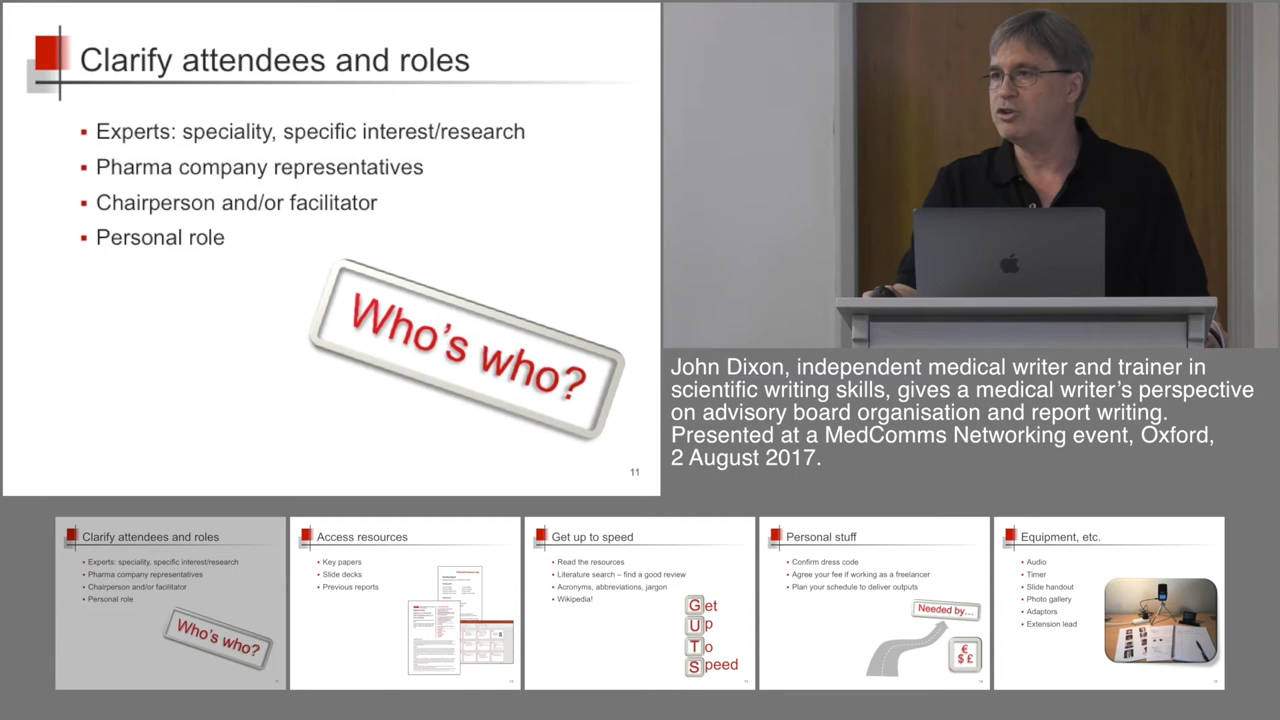 Clarify attendees and roles
Experts: speciality, specific interest/research
Pharma company representatives
Chairperson and/or facilitator
Personal role
Who's who?
11
John Dixon, independent medical writer and trainer in
scientific writing skills, gives a medical writer's perspective
on advisory board organisation and report writing.
Presented at a MedComms Networking event, Oxford,
2 August 2017.
Clarify attendees and roles
Experts: speciality, specific interest/research
Pharma company representatives
Chairperson and/or facilitator
Personal role
Who's who?
Access resources
Key papers
Slide decks
Previous reports
Get up to speed
Read the resources
Literature search – find a good review
Acronyms, abbreviations, jargon
Wikipedia!
Get
Up
To
Speed
Personal stuff
Confirm dress code
Agree your fee if working as a freelancer
Plan your schedule to deliver outputs
Needed by...
€
$ £
Equipment, etc.
Audio
Timer
Slide handout
Photo gallery
Adaptors
Extension lead